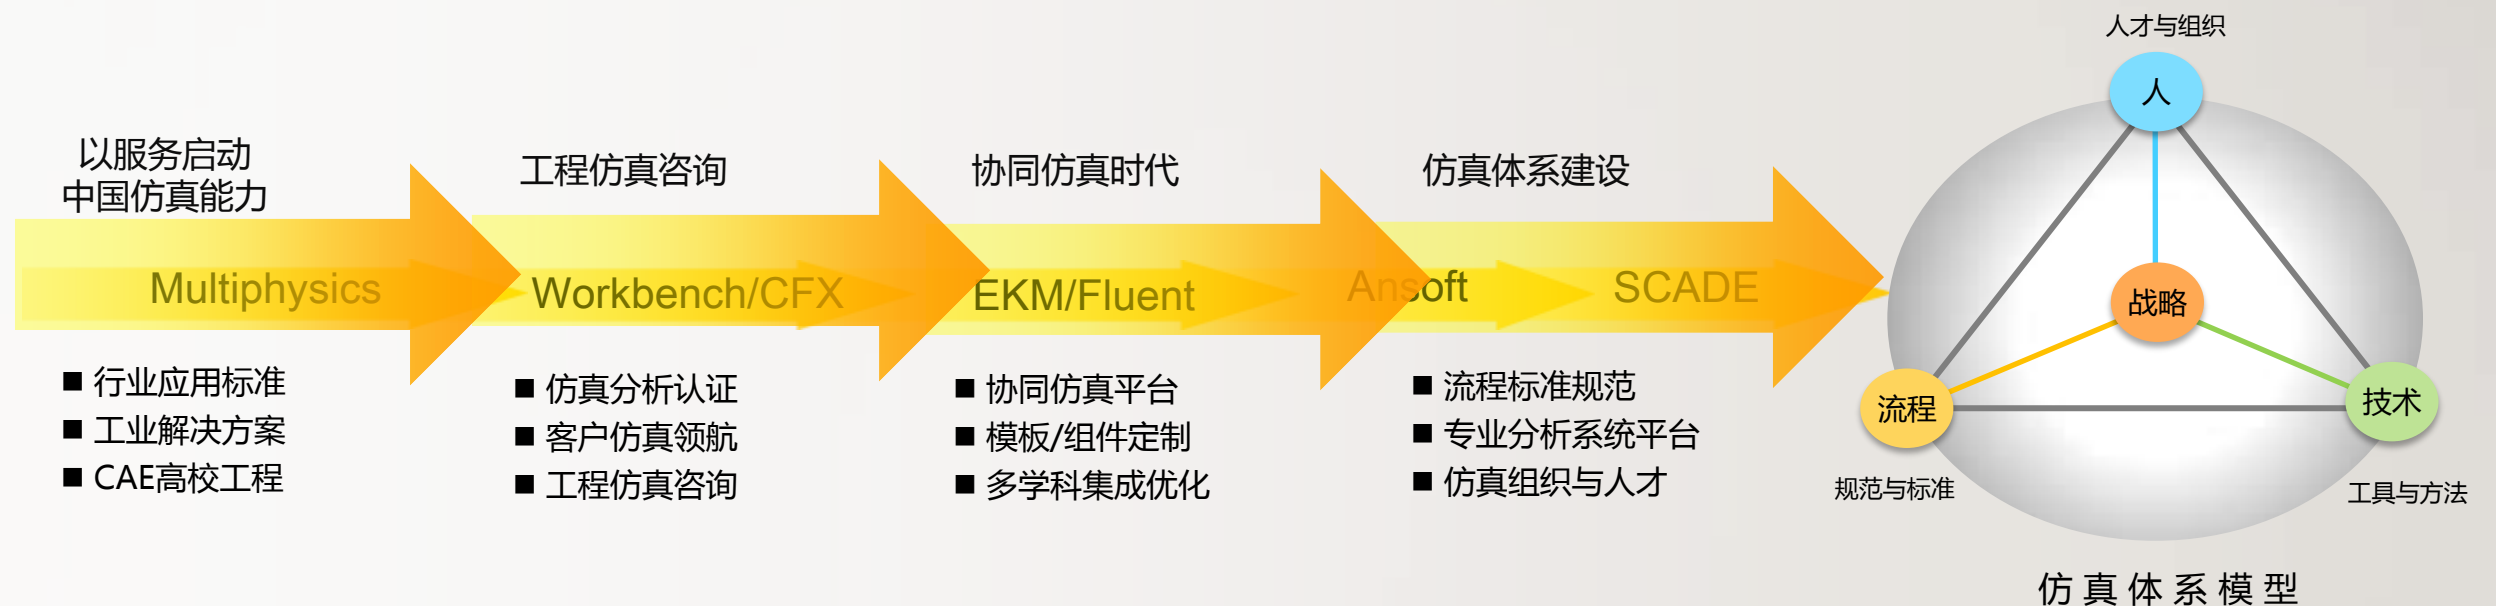 以服务启动
中国仿真能力
Multiphysics
■ 行业应用标准
■ 工业解决方案
■ CAE高校工程
工程仿真咨询
Workbench/CFX
■ 仿真分析认证
■ 客户仿真领航
■ 工程仿真咨询
协同仿真时代
EKM/Fluent
■ 协同仿真平台
■ 模板/组件定制
■ 多学科集成优化
仿真体系建设
Ansoft
SCADE
■ 流程标准规范
■ 专业分析系统平台
■ 仿真组织与人才
人才与组织
人
战略
流程
技术
规范与标准
工具与方法
仿真体系模型